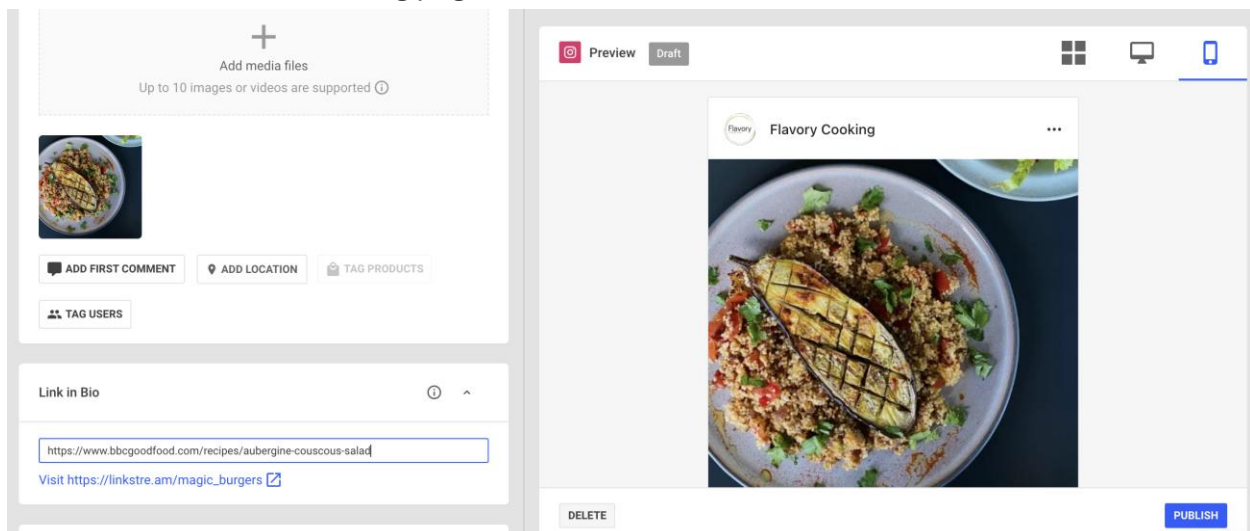 Add media files
Up to 10 images or videos are supported
ADD FIRST COMMENT
ADD LOCATION
TAG PRODUCTS
TAG USERS
Link in Bio
https://www.bbcgoodfood.com/recipes/aubergine-couscous-salad
Visit https://linkstre.am/magic_burgers
Preview
Draft
Flavory
Flavory Cooking
DELETE
PUBLISH